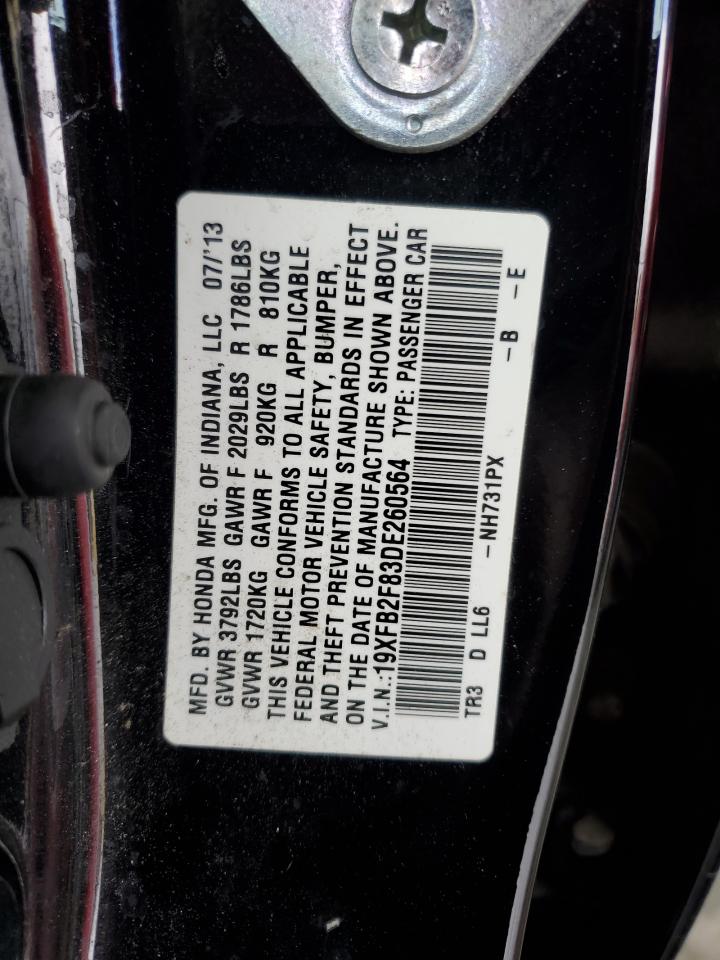 MFD. BY HONDA MFG. OF INDIANA, LLC 07/'13
GVWR 3792LBS GAWR F 2029LBS R 1786LBS
GVWR 1720KG GAWR F 920KG R 810KG
THIS VEHICLE CONFORMS TO ALL APPLICABLE
FEDERAL MOTOR VEHICLE SAFETY, BUMPER,
AND THEFT PREVENTION STANDARDS IN EFFECT
ON THE DATE OF MANUFACTURE SHOWN ABOVE.
V.I.N.:19XFB2F83DE260564 TYPE: PASSENGER CAR
TR3 D LL6 -NH731PX -B -E